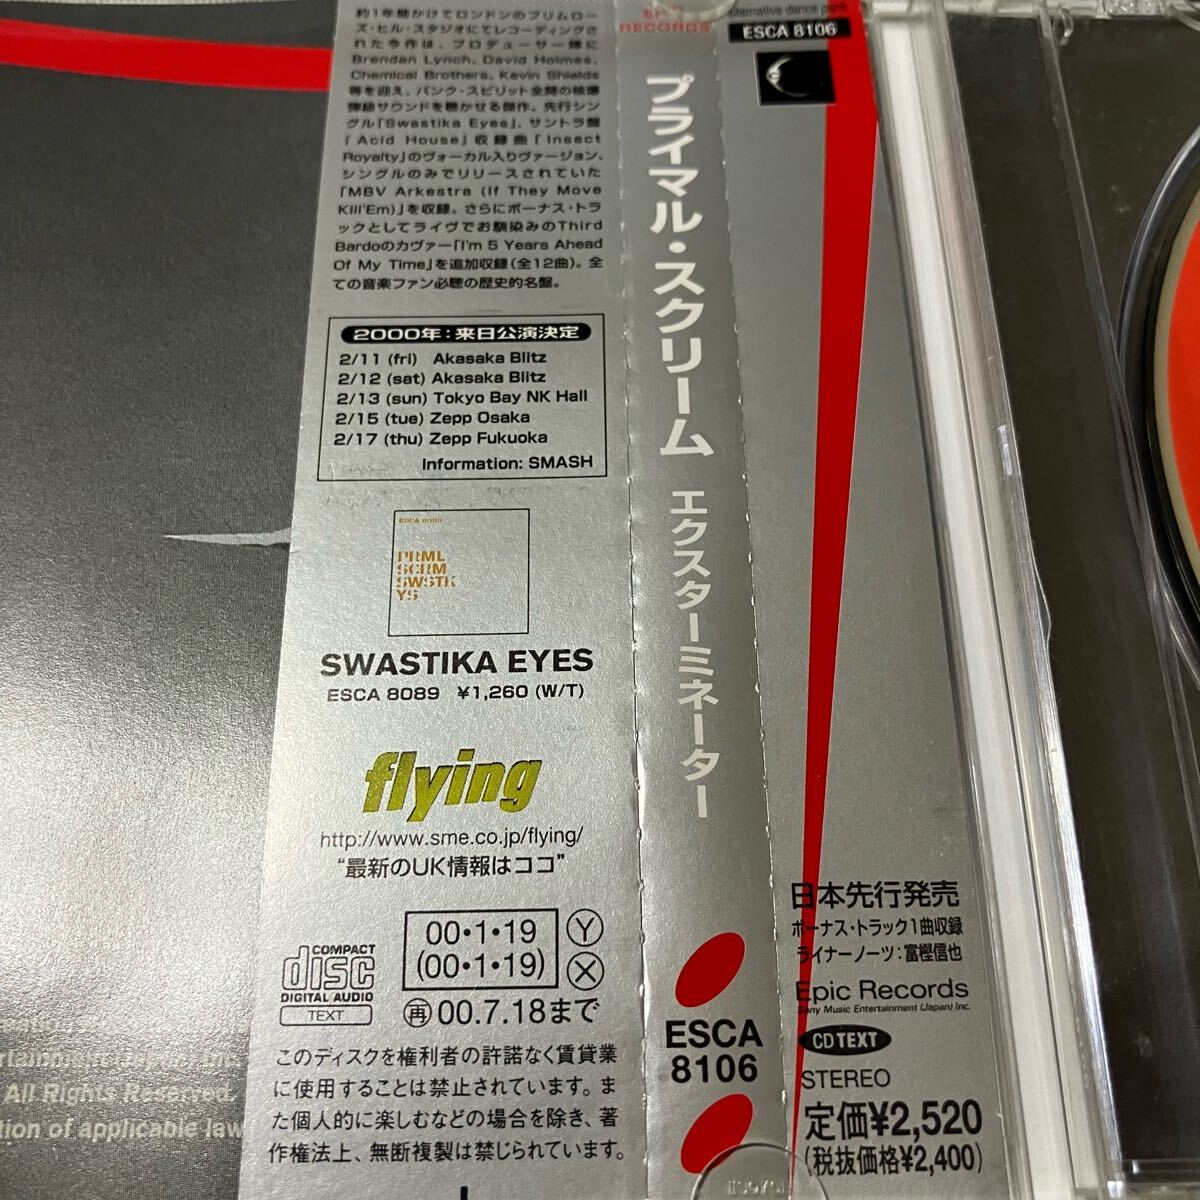 約1年間かけてロンドンのプリムロー
ズ・ヒル・スタジオにてレコーディングさ
れた今作は、プロデューサー陣に
Brendan Lynch, David Holmes,
Chemical Brothers, Kevin Shields
等を迎え、パンク・スピリット全開の核爆
弾級サウンドを聴かせる傑作。先行シン
グル「Swastika Eyes」、サントラ盤
「Acid House」収録曲「Insect
Royalty」のヴォーカル入りヴァージョン、
シングルのみでリリースされていた
「MBV Arkestra (If They Move
Kill'Em)」を収録。さらにボーナス・トラ
ックとしてライヴでお馴染みのThird
Bardoのカヴァー「I'm 5 Years Ahead
Of My Time」を追加収録(全12曲)。全
ての音楽ファン必聴の歴史的名盤。
2000年:来日公演決定
2/11 (fri) Akasaka Blitz
2/12 (sat) Akasaka Blitz
2/13 (sun) Tokyo Bay NK Hall
2/15 (tue) Zepp Osaka
2/17 (thu) Zepp Fukuoka
Information: SMASH
ESCA 8089
PRML
SCRM
SWSTK
YS
SWASTIKA EYES
ESCA 8089 ¥1,260 (W/T)
flying
http://www.sme.co.jp/flying/
"最新のUK情報はココ"
COMPACT
disc
DIGITAL AUDIO
TEXT
00・1・19
(00・1・19)
Y
X
再 00.7.18まで
このディスクを権利者の許諾なく賃貸業
に使用することは禁止されています。ま
た個人的に楽しむなどの場合を除き、著
作権法上、無断複製は禁じられています。
RECORDS
プライマル・スクリーム エクスターミネーター
ESCA
8106
alternative dance punk
ESCA 8106
日本先行発売
ボーナス・トラック1曲収録
ライナーノーツ:富樫信也
Epic Records
Sony Music Entertainment (Japan) Inc.
CD TEXT
STEREO
定価¥2,520
(税抜価格¥2,400)
All Rights Reserved.
tion of applicable law